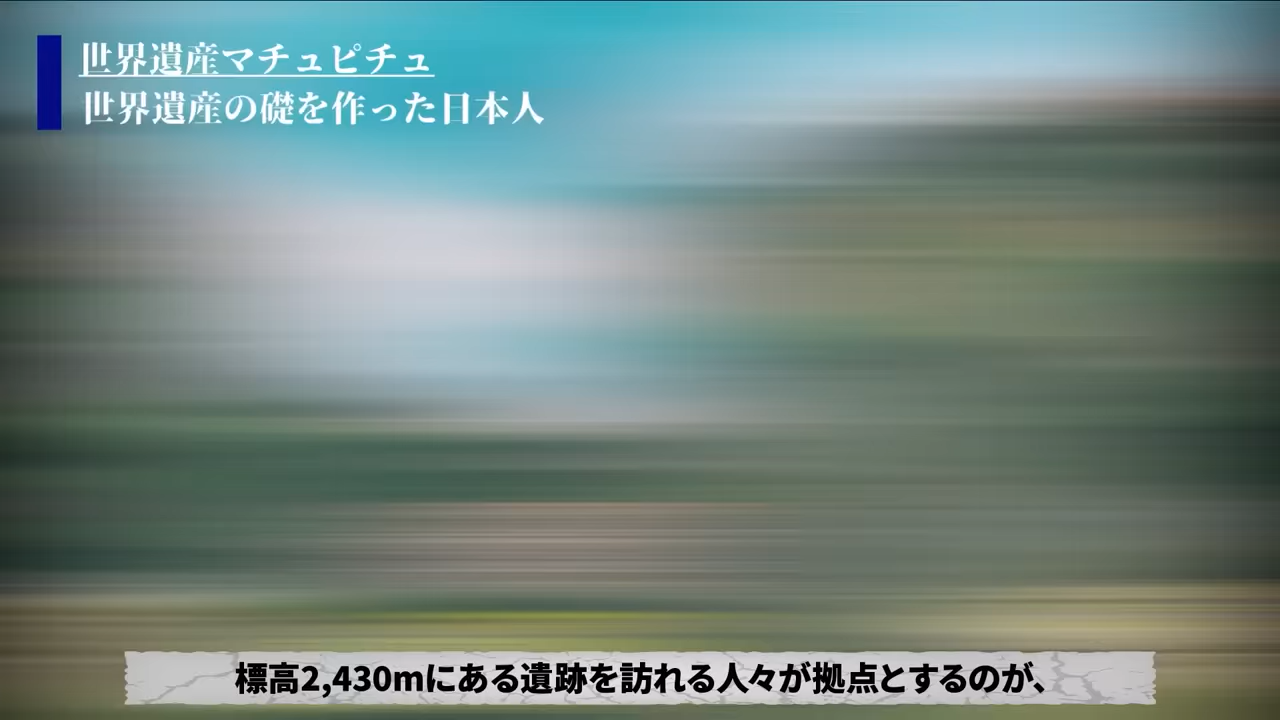 世界遺産マチュピチュ
世界遺産の礎を作った日本人
標高2,430mにある遺跡を訪れる人々が拠点とするのが、